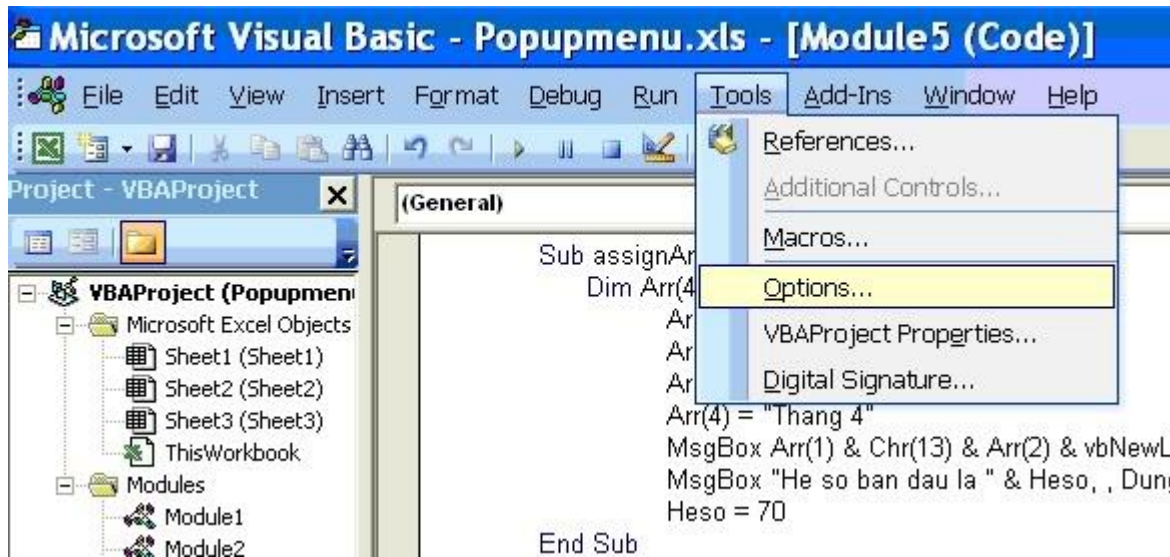 Microsoft Visual Basic - Popupmenu.xls - [Module5 (Code)]
File Edit View Insert Format Debug Run Tools Add-Ins Window Help
References...
Additional Controls...
Macros...
Options...
VBAProject Properties...
Digital Signature...
Project - VBAProject
VBAProject (Popupmen
Microsoft Excel Objects
Sheet1 (Sheet1)
Sheet2 (Sheet2)
Sheet3 (Sheet3)
ThisWorkbook
Modules
Module1
Module2
(General)
Sub assignAr
Dim Arr(4
Ar
Ar
Ar
Arr(4) = "Thang 4"
MsgBox Arr(1) & Chr(13) & Arr(2) & vbNewL
MsgBox "He so ban dau la " & Heso, , Dung
Heso = 70
End Sub